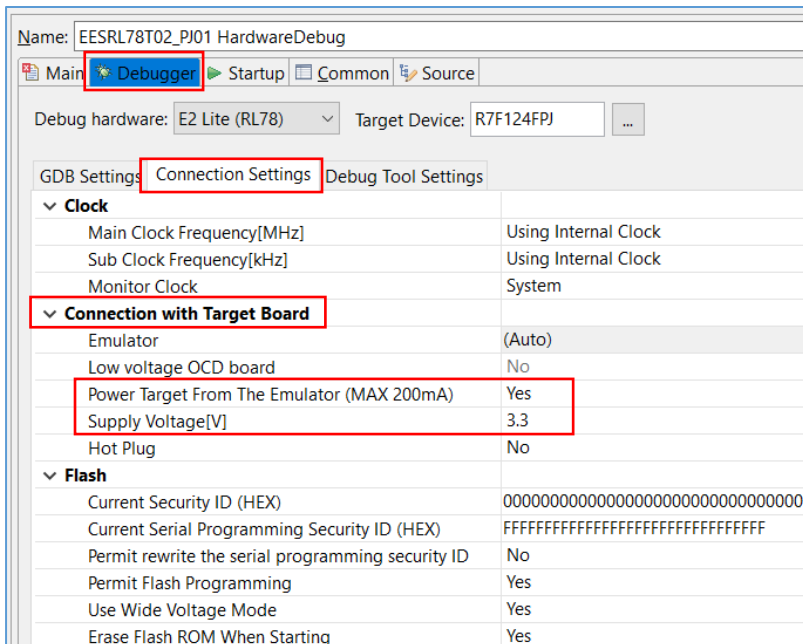 Name: EESRL78T02_PJ01 HardwareDebug
Main Debugger Startup Common Source
Debug hardware: E2 Lite (RL78) Target Device: R7F124FPJ ...
GDB Settings Connection Settings Debug Tool Settings
Clock
Main Clock Frequency[MHz] Using Internal Clock
Sub Clock Frequency[kHz] Using Internal Clock
Monitor Clock System
Connection with Target Board
Emulator (Auto)
Low voltage OCD board No
Power Target From The Emulator (MAX 200mA) Yes
Supply Voltage[V] 3.3
Hot Plug No
Flash
Current Security ID (HEX) 00000000000000000000000000000000
Current Serial Programming Security ID (HEX) FFFFFFFFFFFFFFFFFFFFFFFFFFFFFFFF
Permit rewrite the serial programming security ID No
Permit Flash Programming Yes
Use Wide Voltage Mode Yes
Erase Flash ROM When Starting Yes